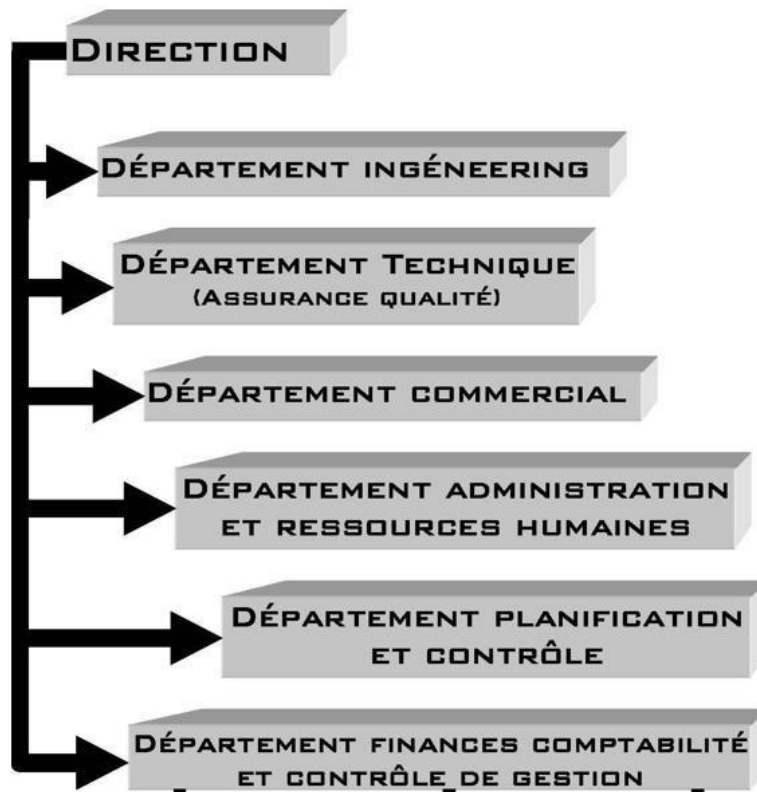 DIRECTION
DÉPARTEMENT INGÉNEERING
DÉPARTEMENT TECHNIQUE
(ASSURANCE QUALITÉ)
DÉPARTEMENT COMMERCIAL
DÉPARTEMENT ADMINISTRATION
ET RESSOURCES HUMAINES
DÉPARTEMENT PLANIFICATION
ET CONTRÔLE
DÉPARTEMENT FINANCES COMPTABILITÉ
ET CONTRÔLE DE GESTION